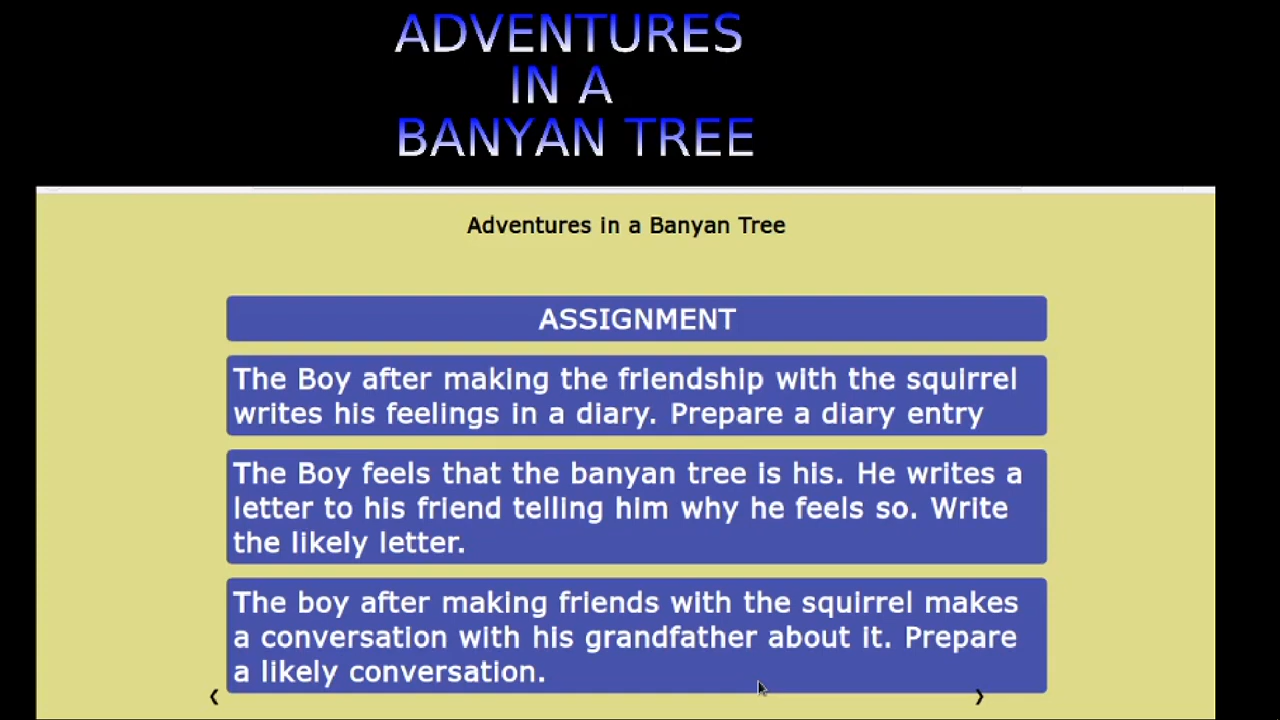 ADVENTURES
IN A
BANYAN TREE
Adventures in a Banyan Tree
ASSIGNMENT
The Boy after making the friendship with the squirrel
writes his feelings in a diary. Prepare a diary entry
The Boy feels that the banyan tree is his. He writes a
letter to his friend telling him why he feels so. Write
the likely letter.
The boy after making friends with the squirrel makes
a conversation with his grandfather about it. Prepare
a likely conversation.